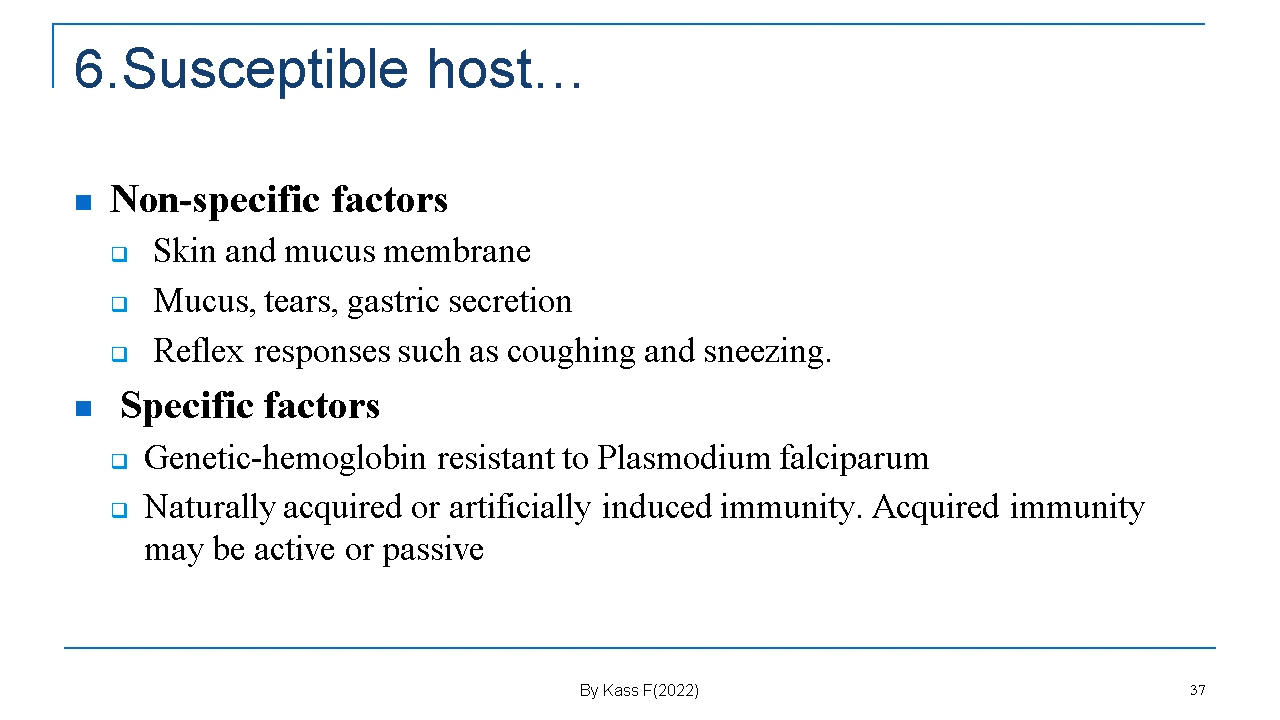 6.Susceptible host…
Non-specific factors
Skin and mucus membrane
Mucus, tears, gastric secretion
Reflex responses such as coughing and sneezing.
Specific factors
Genetic-hemoglobin resistant to Plasmodium falciparum
Naturally acquired or artificially induced immunity. Acquired immunity
may be active or passive
By Kass F(2022)
37